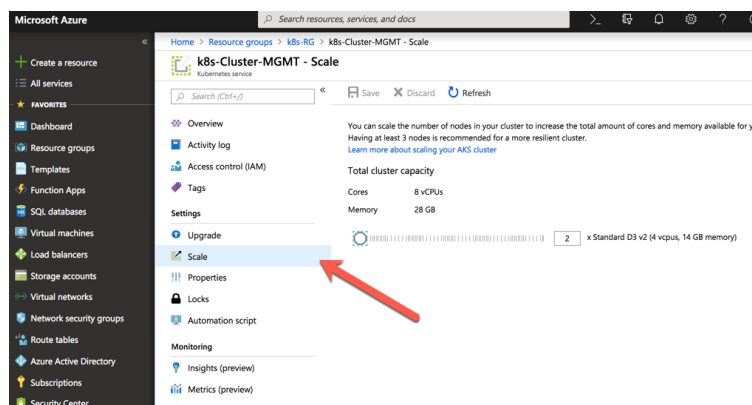 Microsoft Azure
Search resources, services, and docs
Home > Resource groups > k8s-RG > k8s-Cluster-MGMT - Scale
k8s-Cluster-MGMT - Scale
Kubernetes service
Create a resource
All services
FAVORITES
Dashboard
Resource groups
Templates
Function Apps
SQL databases
Virtual machines
Load balancers
Storage accounts
Virtual networks
Network security groups
Route tables
Azure Active Directory
Subscriptions
Security Center
Search (Ctrl+/)
Overview
Activity log
Access control (IAM)
Tags
Settings
Upgrade
Scale
Properties
Locks
Automation script
Monitoring
Insights (preview)
Metrics (preview)
Save Discard Refresh
You can scale the number of nodes in your cluster to increase the total amount of cores and memory available for y
Having at least 3 nodes is recommended for a more resilient cluster.
Learn more about scaling your AKS cluster
Total cluster capacity
Cores 8 vCPUs
Memory 28 GB
2 x Standard D3 v2 (4 vcpus, 14 GB memory)